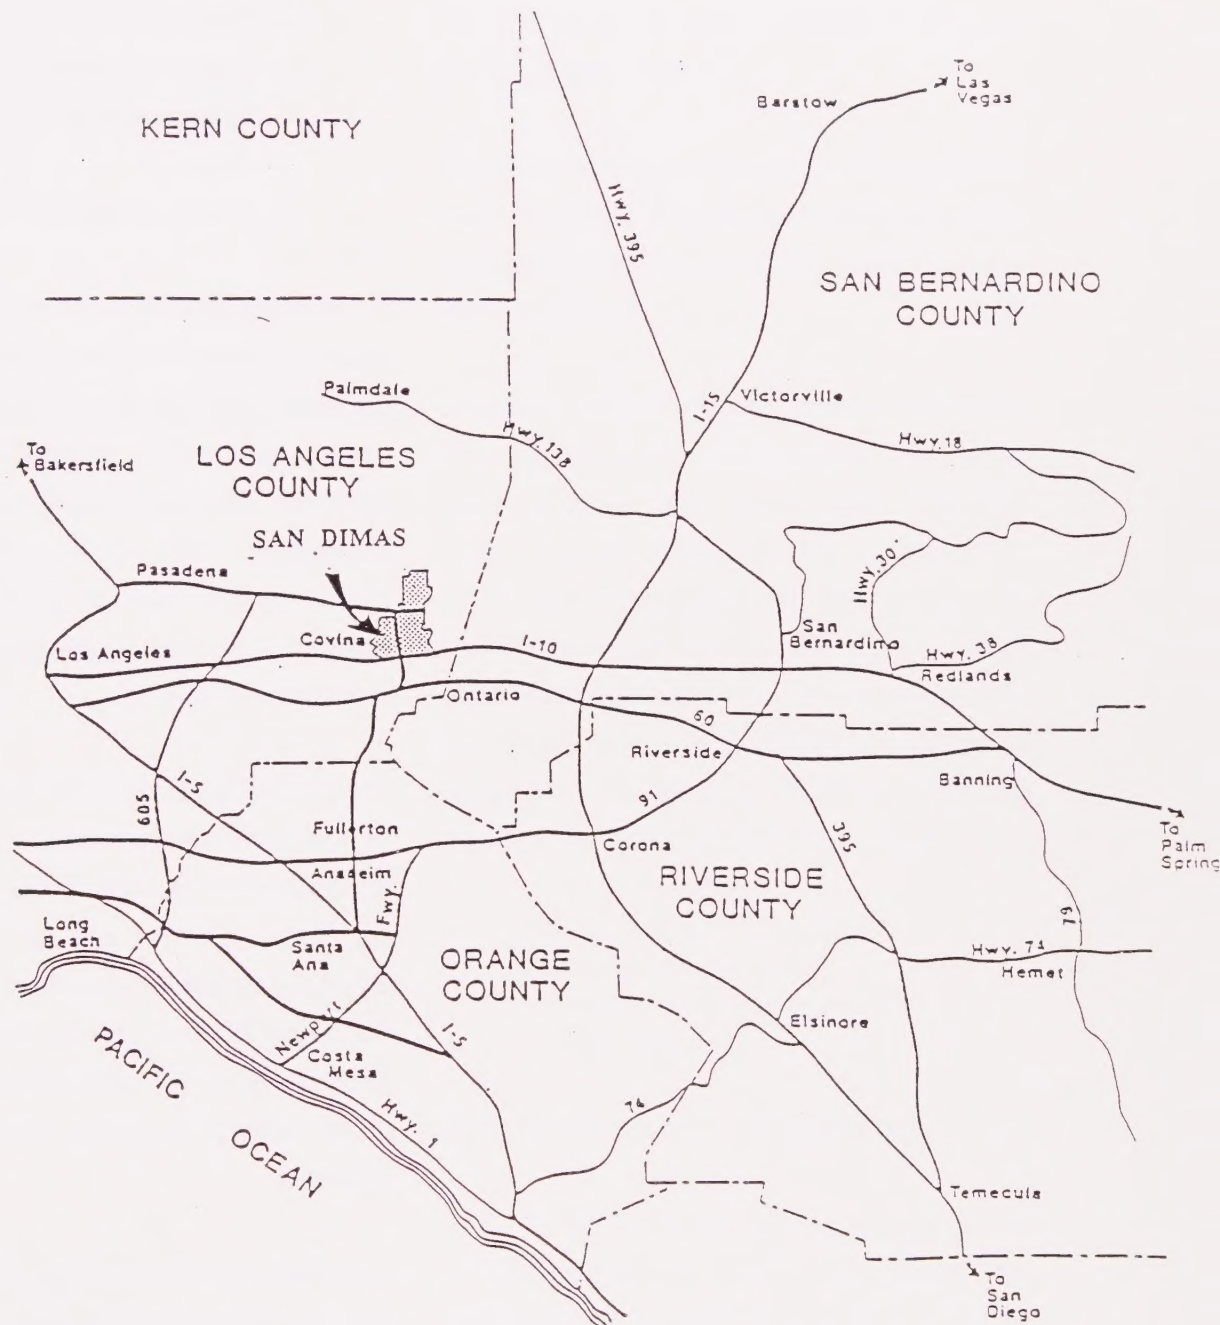 To
Las
Vegas
Barstow
KERN COUNTY
Hwy. 395
SAN BERNARDINO
COUNTY
Palmdale
I-15
Victorville
Hwy. 138
Hwy. 18
To
Bakersfield
LOS ANGELES
COUNTY
SAN DIMAS
Pasadena
Hwy. 30
Covina
San
Bernardino
Los Angeles
I-10
Hwy. 38
Redlands
Ontario
60
Riverside
Banning
I-5
605
91
395
Fullerton
Corona
To
Palm
Spring
Anaheim
RIVERSIDE
COUNTY
Fwy.
79
Long
Beach
Santa
Ana
ORANGE
COUNTY
Hwy. 74
Hemet
Newport
I-5
Elsinore
PACIFIC
OCEAN
Costa
Mesa
Hwy. 1
74
Temecula
To
San
Diego